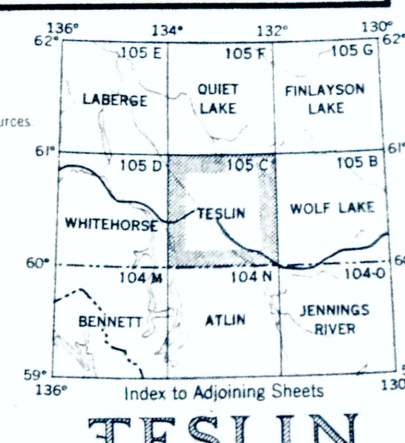 136° 134° 132° 130°
62° 105 E 105 F 105 G 62°
LABERGE QUIET LAKE FINLAYSON LAKE
urces
61° 105 D 105 C 105 B 61
WHITEHORSE TESLIN WOLF LAKE
60° 104 M 104 N 104-O 60
BENNETT ATLIN JENNINGS RIVER
59° 5
136° Index to Adjoining Sheets 130
TESLIN